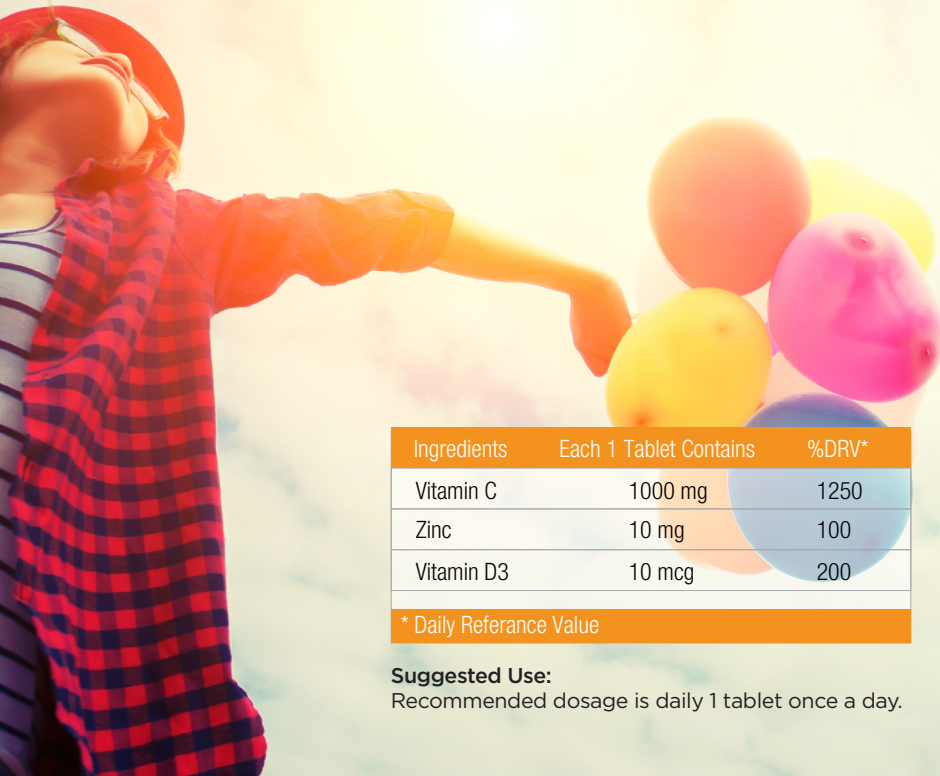 Ingredients Each 1 Tablet Contains %DRV*
Vitamin C 1000 mg 1250
Zinc 10 mg 100
Vitamin D3 10 mcg 200
* Daily Referance Value
Suggested Use:
Recommended dosage is daily 1 tablet once a day.